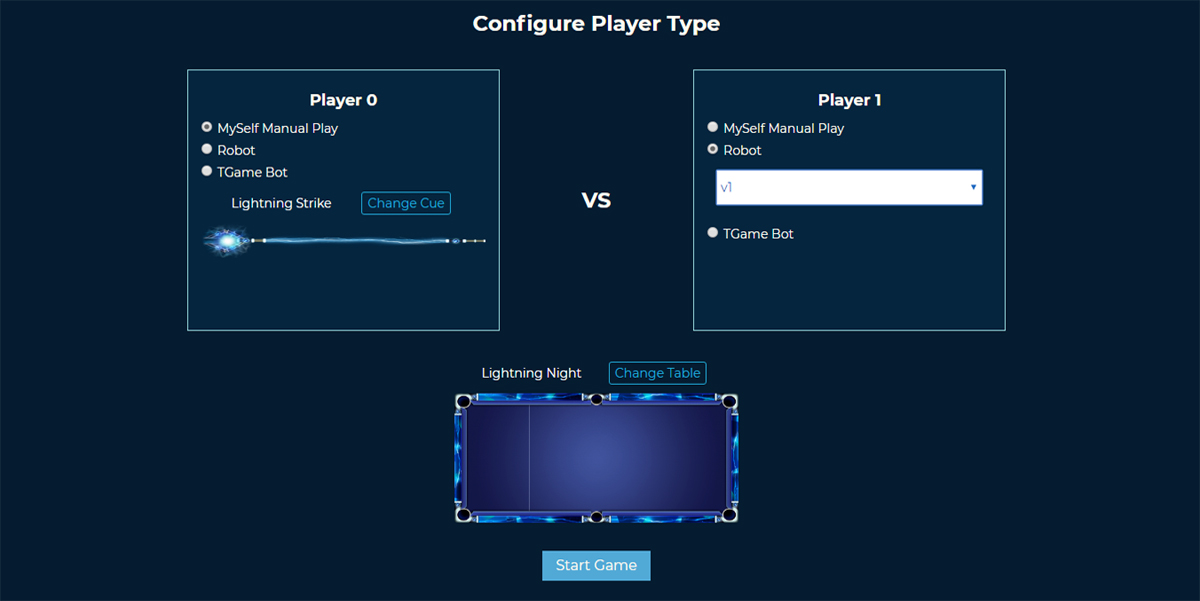 Configure Player Type
Player 0
MySelf Manual Play
Robot
TGame Bot
Lightning Strike
Change Cue
VS
Player 1
MySelf Manual Play
Robot
v1
TGame Bot
Lightning Night
Change Table
Start Game